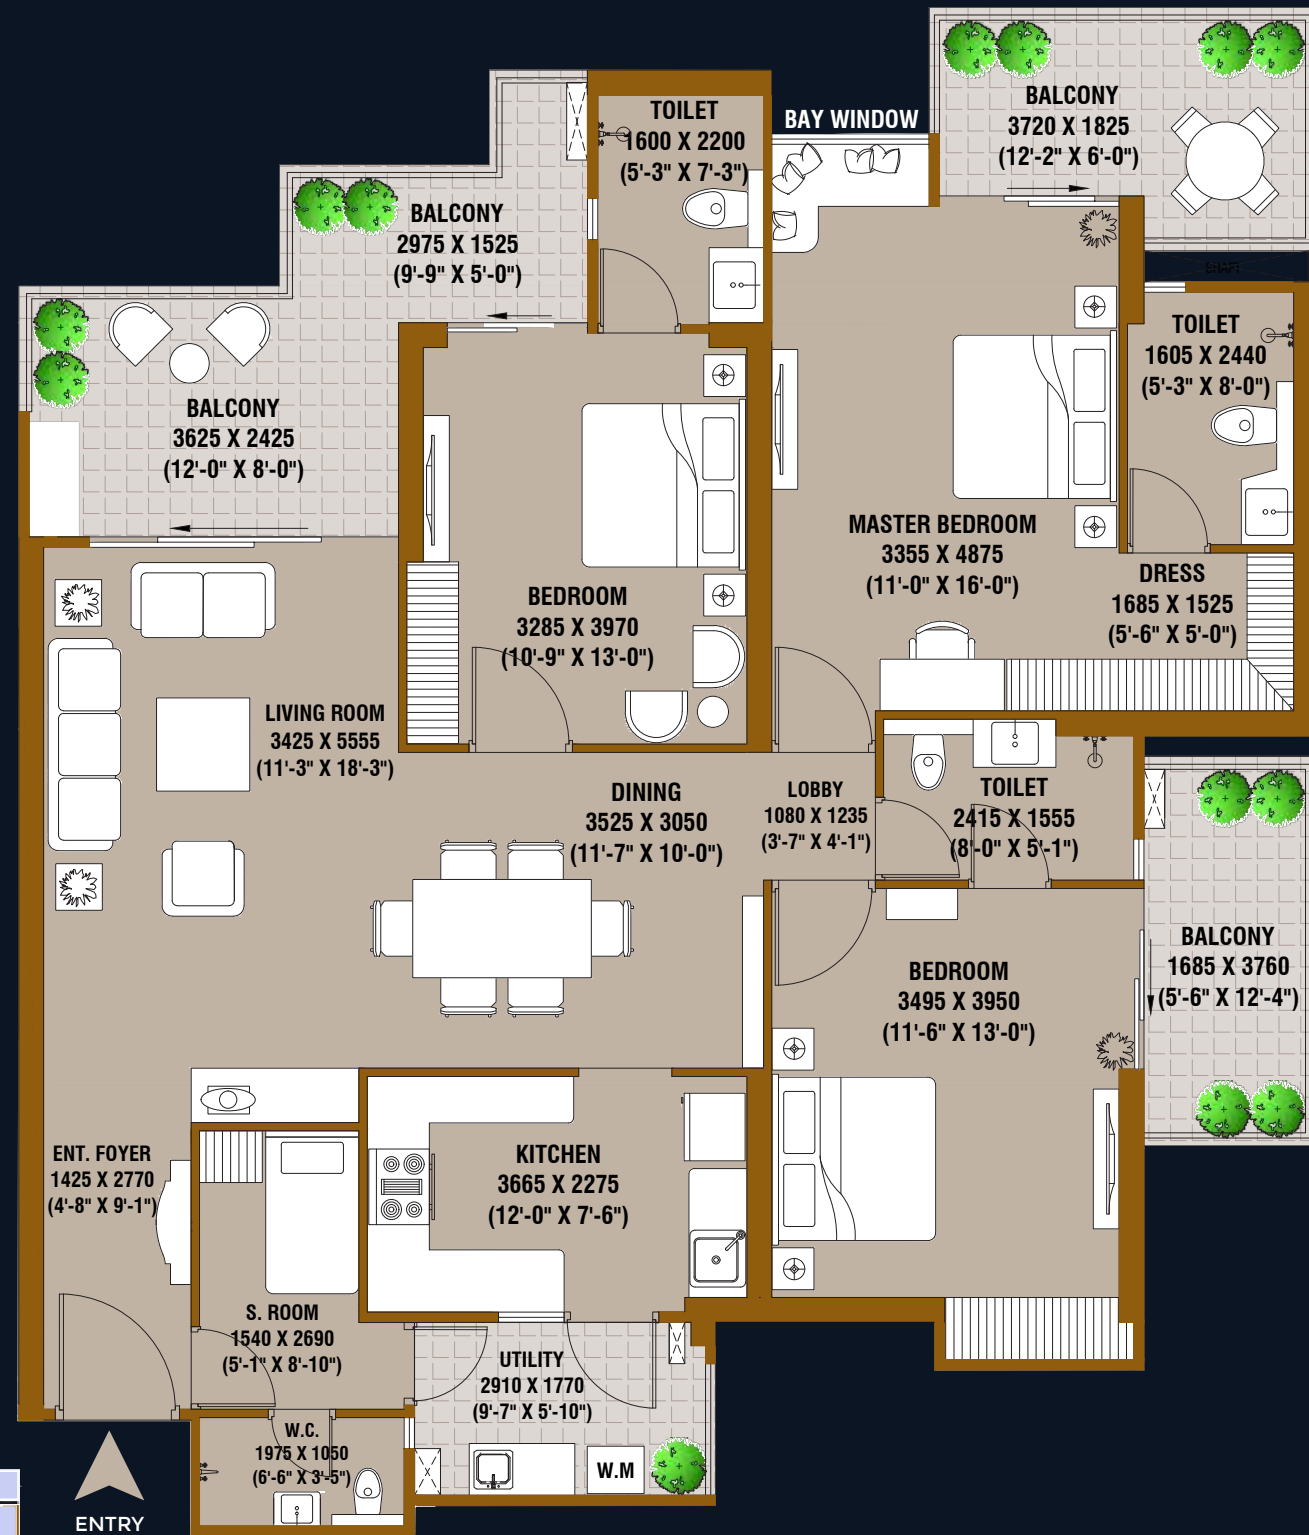 BALCONY
3720 X 1825
(12'-2" X 6'-0")
TOILET
1600 X 2200
(5'-3" X 7'-3")
BAY WINDOW
BALCONY
2975 X 1525
(9'-9" X 5'-0")
SHAFT
TOILET
1605 X 2440
(5'-3" X 8'-0")
BALCONY
3625 X 2425
(12'-0" X 8'-0")
MASTER BEDROOM
3355 X 4875
(11'-0" X 16'-0")
DRESS
1685 X 1525
(5'-6" X 5'-0")
BEDROOM
3285 X 3970
(10'-9" X 13'-0")
LIVING ROOM
3425 X 5555
(11'-3" X 18'-3")
DINING
3525 X 3050
(11'-7" X 10'-0")
LOBBY
1080 X 1235
(3'-7" X 4'-1")
TOILET
2415 X 1555
(8'-0" X 5'-1")
BALCONY
1685 X 3760
(5'-6" X 12'-4")
BEDROOM
3495 X 3950
(11'-6" X 13'-0")
ENT. FOYER
1425 X 2770
(4'-8" X 9'-1")
KITCHEN
3665 X 2275
(12'-0" X 7'-6")
S. ROOM
1540 X 2690
(5'-1" X 8'-10")
UTILITY
2910 X 1770
(9'-7" X 5'-10")
W.C.
1975 X 1050
(6'-6" X 3'-5")
W.M
ENTRY